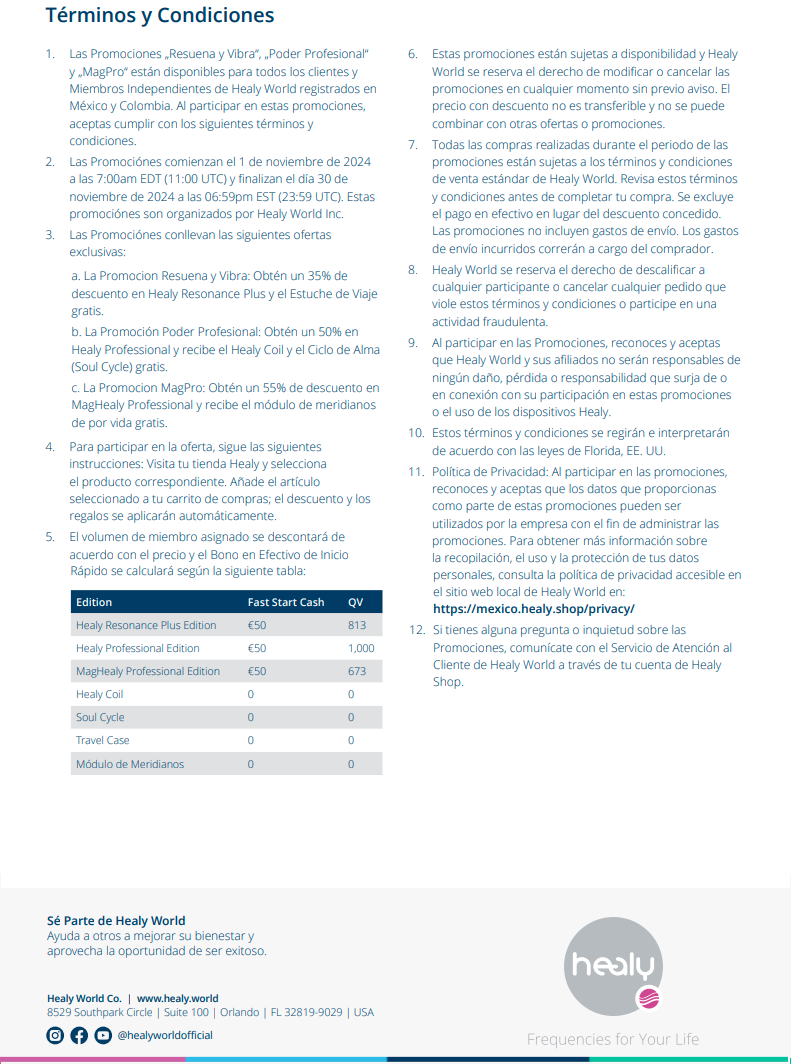 Términos y Condiciones
1. Las Promociones „Resuena y Vibra“, „Poder Profesional“
y „MagPro“ están disponibles para todos los clientes y
Miembros Independientes de Healy World registrados en
México y Colombia. Al participar en estas promociones,
aceptas cumplir con los siguientes términos y
condiciones.
2. Las Promociónes comienzan el 1 de noviembre de 2024
a las 7:00am EDT (11:00 UTC) y finalizan el día 30 de
noviembre de 2024 a las 06:59pm EST (23:59 UTC). Estas
promociónes son organizados por Healy World Inc.
3. Las Promociónes conllevan las siguientes ofertas
exclusivas:
a. La Promocion Resuena y Vibra: Obtén un 35% de
descuento en Healy Resonance Plus y el Estuche de Viaje
gratis.
b. La Promoción Poder Profesional: Obtén un 50% en
Healy Professional y recibe el Healy Coil y el Ciclo de Alma
(Soul Cycle) gratis.
c. La Promocion MagPro: Obtén un 55% de descuento en
MagHealy Professional y recibe el módulo de meridianos
de por vida gratis.
4. Para participar en la oferta, sigue las siguientes
instrucciones: Visita tu tienda Healy y selecciona
el producto correspondiente. Añade el artículo
seleccionado a tu carrito de compras; el descuento y los
regalos se aplicarán automáticamente.
5. El volumen de miembro asignado se descontará de
acuerdo con el precio y el Bono en Efectivo de Inicio
Rápido se calculará según la siguiente tabla:
Edition Fast Start Cash QV
Healy Resonance Plus Edition €50 813
Healy Professional Edition €50 1,000
MagHealy Professional Edition €50 673
Healy Coil 0 0
Soul Cycle 0 0
Travel Case 0 0
Módulo de Meridianos 0 0
6. Estas promociones están sujetas a disponibilidad y Healy
World se reserva el derecho de modificar o cancelar las
promociones en cualquier momento sin previo aviso. El
precio con descuento no es transferible y no se puede
combinar con otras ofertas o promociones.
7. Todas las compras realizadas durante el periodo de las
promociones están sujetas a los términos y condiciones
de venta estándar de Healy World. Revisa estos términos
y condiciones antes de completar tu compra. Se excluye
el pago en efectivo en lugar del descuento concedido.
Las promociones no incluyen gastos de envío. Los gastos
de envío incurridos correrán a cargo del comprador.
8. Healy World se reserva el derecho de descalificar a
cualquier participante o cancelar cualquier pedido que
viole estos términos y condiciones o participe en una
actividad fraudulenta.
9. Al participar en las Promociones, reconoces y aceptas
que Healy World y sus afiliados no serán responsables de
ningún daño, pérdida o responsabilidad que surja de o
en conexión con su participación en estas promociones
o el uso de los dispositivos Healy.
10. Estos términos y condiciones se regirán e interpretarán
de acuerdo con las leyes de Florida, EE. UU.
11. Política de Privacidad: Al participar en las promociones,
reconoces y aceptas que los datos que proporcionas
como parte de estas promociones pueden ser
utilizados por la empresa con el fin de administrar las
promociones. Para obtener más información sobre
la recopilación, el uso y la protección de tus datos
personales, consulta la política de privacidad accesible en
el sitio web local de Healy World en:
https://mexico.healy.shop/privacy/
12. Si tienes alguna pregunta o inquietud sobre las
Promociones, comunícate con el Servicio de Atención al
Cliente de Healy World a través de tu cuenta de Healy
Shop.
Sé Parte de Healy World
Ayuda a otros a mejorar su bienestar y
aprovecha la oportunidad de ser exitoso.
Healy World Co. | www.healy.world
8529 Southpark Circle | Suite 100 | Orlando | FL 32819-9029 | USA
@healyworldofficial
healy
Frequencies for Your Life